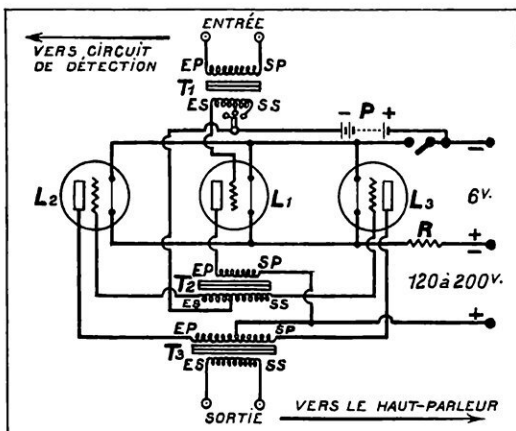 ENTRÉE
VERS CIRCUIT
DE DÉTECTION
EP SP
T1
ES SS
- P +
-
L2
L1
L3
6v.
R
+
-
EP SP
T2
120 à 200v.
ES SS
+
EP SP
T3
ES SS
SORTIE
VERS LE HAUT-PARLEUR